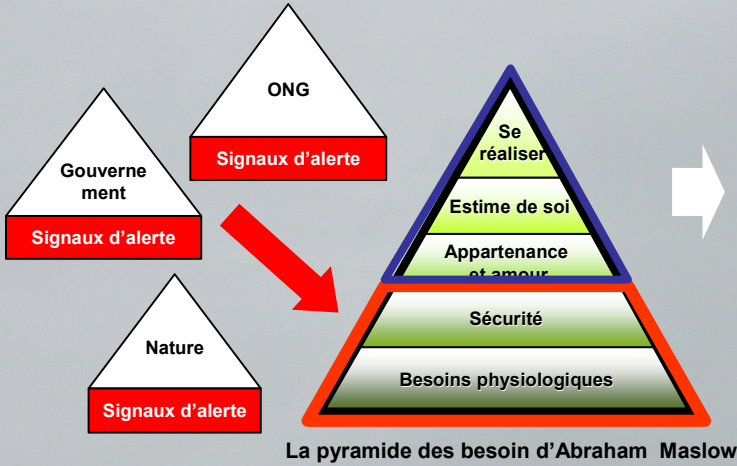 ONG
Signaux d'alerte
Gouverne
ment
Signaux d'alerte
Nature
Signaux d'alerte
Se
réaliser
Estime de soi
Appartenance
et amour
Sécurité
Besoins physiologiques
La pyramide des besoin d'Abraham Maslow